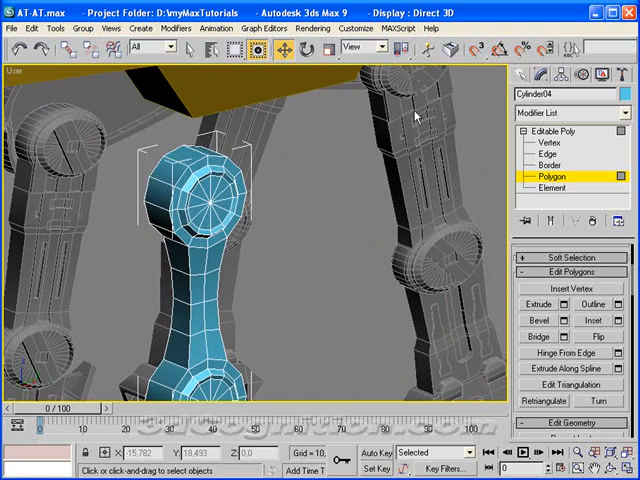 AT-AT.max - Project Folder: D:\myMaxTutorials - Autodesk 3ds Max 9 - Display : Direct 3D
File Edit Tools Group Views Create Modifiers Animation Graph Editors Rendering Customize MAXScript Help
All View
User
Cylinder04
Modifier List
Editable Poly
Vertex
Edge
Border
Polygon
Element
+ Soft Selection
- Edit Polygons
Insert Vertex
Extrude Outline
Bevel Inset
Bridge Flip
Hinge From Edge
Extrude Along Spline
Edit Triangulation
Retriangulate Turn
- Edit Geometry
0 / 100
0 10 20 30 40 50 60 70 80 90 100
X: -15,782 Y: 18,493 Z: 0,0 Grid = 10, Auto Key Selected
Click or click-and-drag to select objects Add Time T Set Key Key Filters... 0